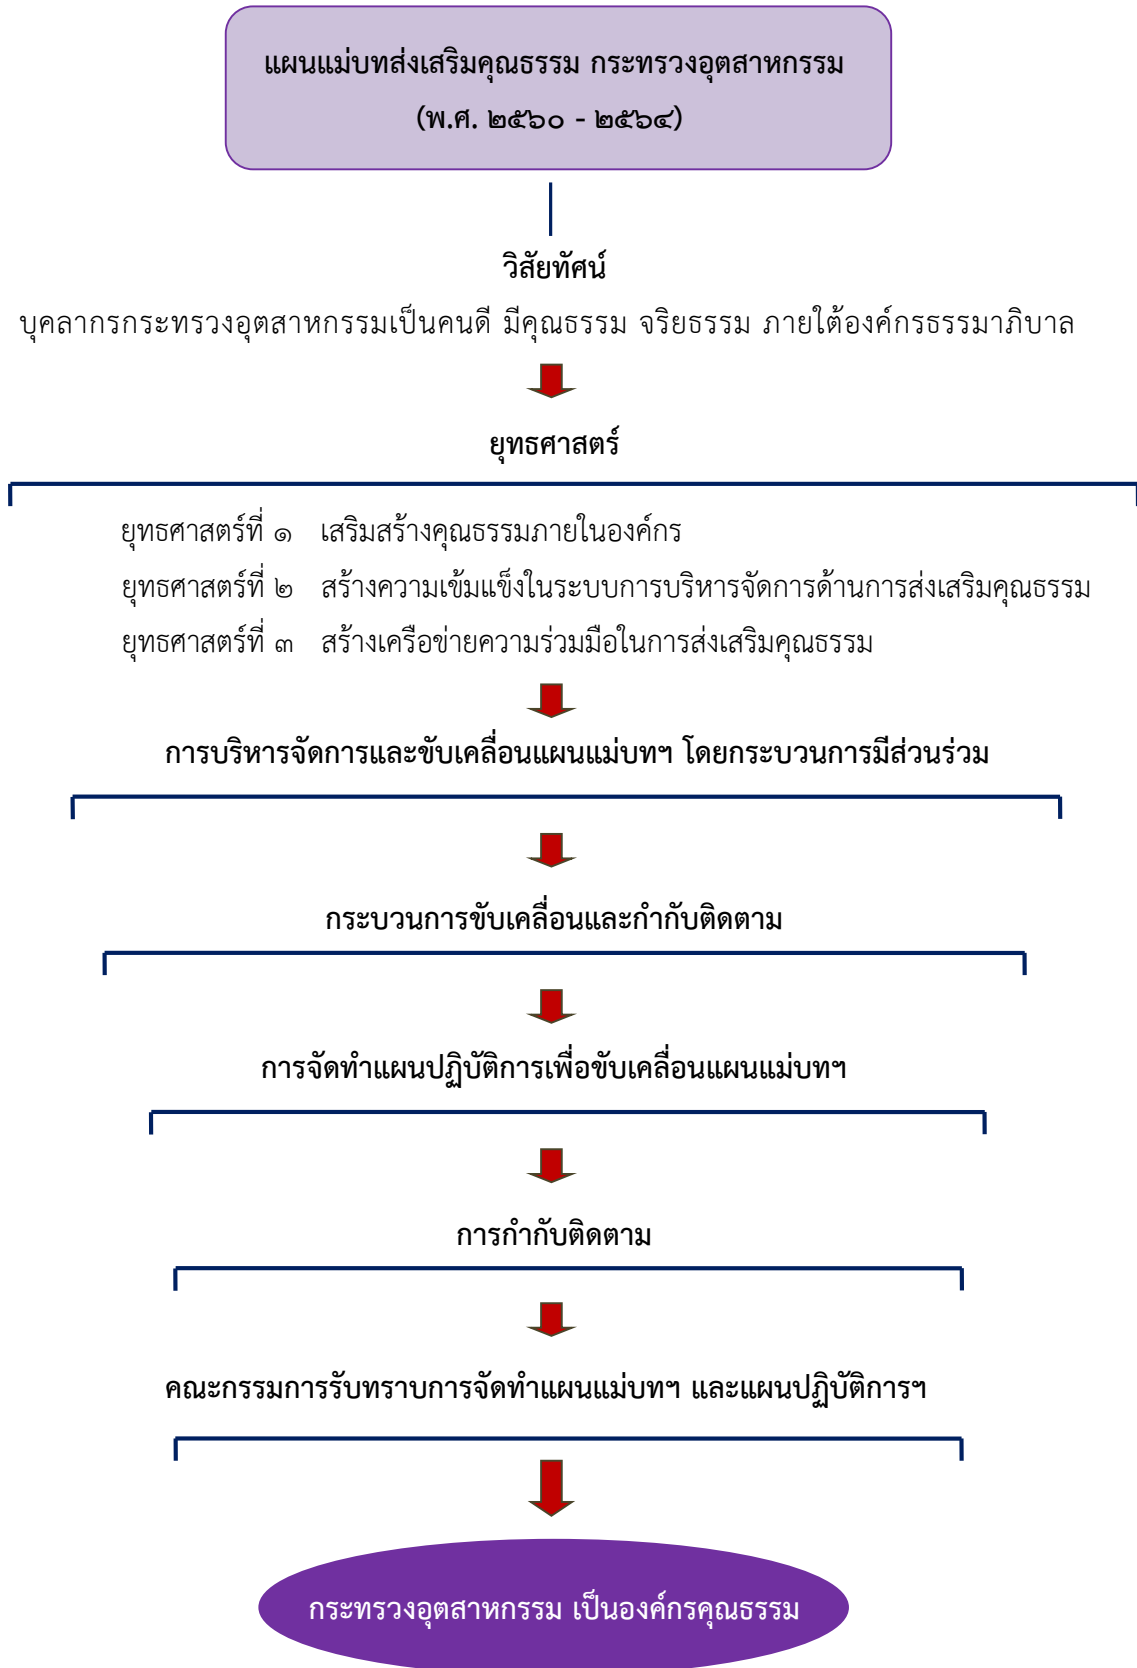 แผนแม่บทส่งเสริมคุณธรรม กระทรวงอุตสาหกรรม
(พ.ศ. ๒๕๖๐ - ๒๕๖๔)
วิสัยทัศน์
บุคลากรกระทรวงอุตสาหกรรมเป็นคนดี มีคุณธรรม จริยธรรม ภายใต้องค์กรธรรมาภิบาล
ยุทธศาสตร์
ยุทธศาสตร์ที่ ๑ เสริมสร้างคุณธรรมภายในองค์กร
ยุทธศาสตร์ที่ ๒ สร้างความเข้มแข็งในระบบการบริหารจัดการด้านการส่งเสริมคุณธรรม
ยุทธศาสตร์ที่ ๓ สร้างเครือข่ายความร่วมมือในการส่งเสริมคุณธรรม
การบริหารจัดการและขับเคลื่อนแผนแม่บทฯ โดยกระบวนการมีส่วนร่วม
กระบวนการขับเคลื่อนและกำกับติดตาม
การจัดทำแผนปฏิบัติการเพื่อขับเคลื่อนแผนแม่บทฯ
การกำกับติดตาม
คณะกรรมการรับทราบการจัดทำแผนแม่บทฯ และแผนปฏิบัติการฯ
กระทรวงอุตสาหกรรม เป็นองค์กรคุณธรรม